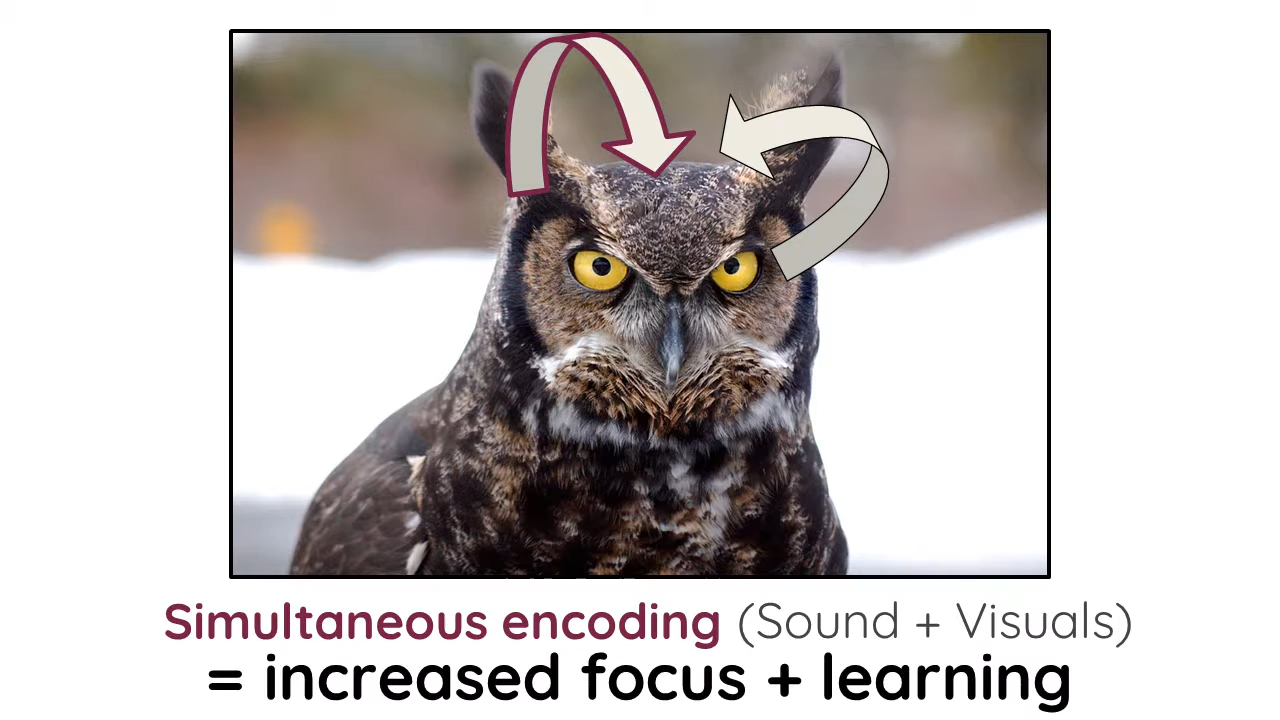 Simultaneous encoding (Sound + Visuals)
= increased focus + learning